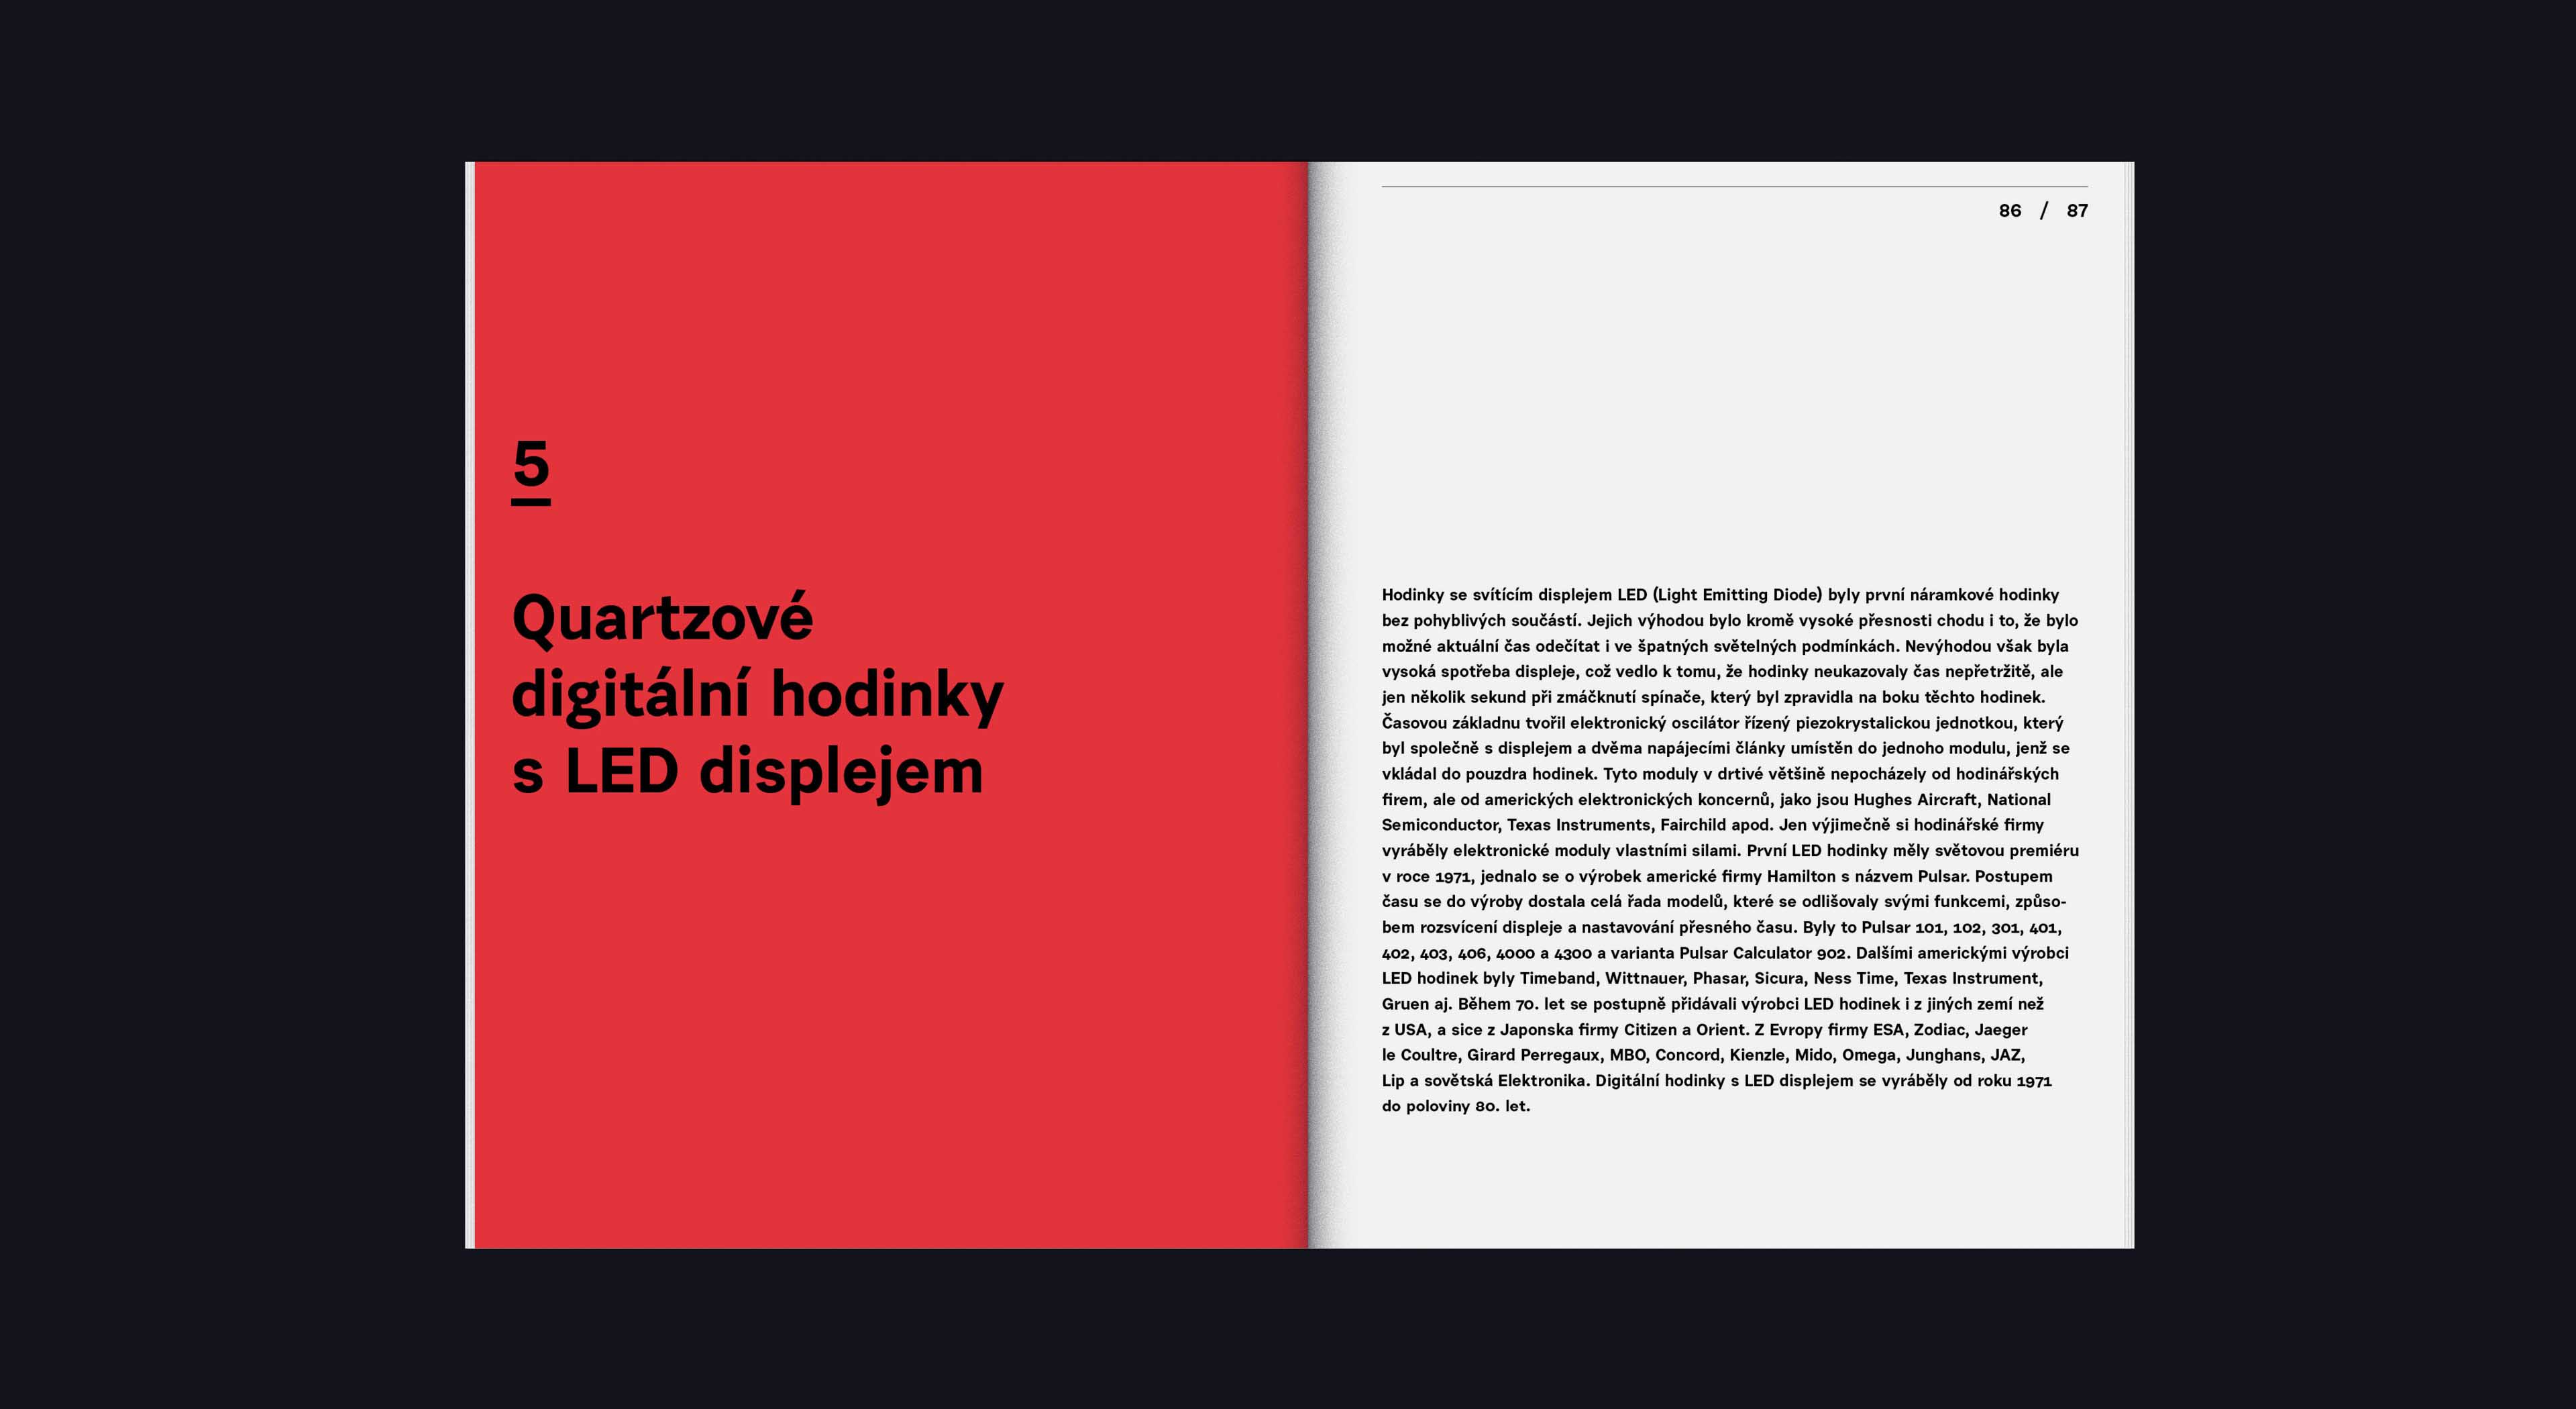 5
Quartzové
digitální hodinky
s LED displejem
86 / 87
Hodinky se svítícím displejem LED (Light Emitting Diode) byly první náramkové hodinky
bez pohyblivých součástí. Jejich výhodou bylo kromě vysoké přesnosti chodu i to, že bylo
možné aktuální čas odečítat i ve špatných světelných podmínkách. Nevýhodou však byla
vysoká spotřeba displeje, což vedlo k tomu, že hodinky neukazovaly čas nepřetržitě, ale
jen několik sekund při zmáčknutí spínače, který byl zpravidla na boku těchto hodinek.
Časovou základnu tvořil elektronický oscilátor řízený piezokrystalickou jednotkou, který
byl společně s displejem a dvěma napájecími články umístěn do jednoho modulu, jenž se
vkládal do pouzdra hodinek. Tyto moduly v drtivé většině nepocházely od hodinářských
firem, ale od amerických elektronických koncernů, jako jsou Hughes Aircraft, National
Semiconductor, Texas Instruments, Fairchild apod. Jen výjimečně si hodinářské firmy
vyráběly elektronické moduly vlastními silami. První LED hodinky měly světovou premiéru
v roce 1971, jednalo se o výrobek americké firmy Hamilton s názvem Pulsar. Postupem
času se do výroby dostala celá řada modelů, které se odlišovaly svými funkcemi, způso-
bem rozsvícení displeje a nastavování přesného času. Byly to Pulsar 101, 102, 301, 401,
402, 403, 406, 4000 a 4300 a varianta Pulsar Calculator 902. Dalšími americkými výrobci
LED hodinek byly Timeband, Wittnauer, Phasar, Sicura, Ness Time, Texas Instrument,
Gruen aj. Během 70. let se postupně přidávali výrobci LED hodinek i z jiných zemí než
z USA, a sice z Japonska firmy Citizen a Orient. Z Evropy firmy ESA, Zodiac, Jaeger
le Coultre, Girard Perregaux, MBO, Concord, Kienzle, Mido, Omega, Junghans, JAZ,
Lip a sovětská Elektronika. Digitální hodinky s LED displejem se vyráběly od roku 1971
do poloviny 80. let.